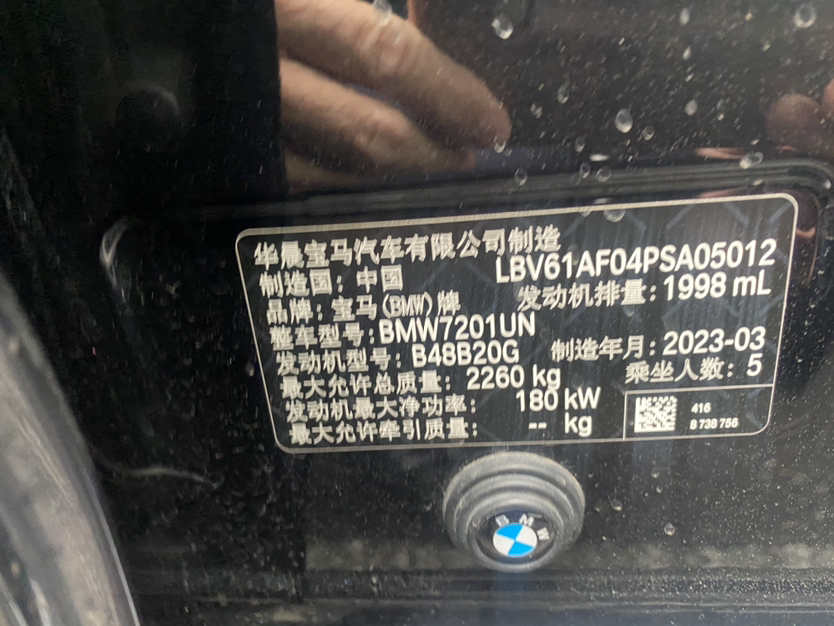 华晨宝马汽车有限公司制造
LBV61AF04PSA05012
制造国：中国
品牌：宝马(BMW)牌 发动机排量：1998 mL
整车型号：BMW7201UN
发动机型号：B48B20G 制造年月：2023-03
最大允许总质量：2260 kg 乘坐人数：5
发动机最大净功率：180 kW
最大允许牵引质量：-- kg
416
8 738 756
BMW